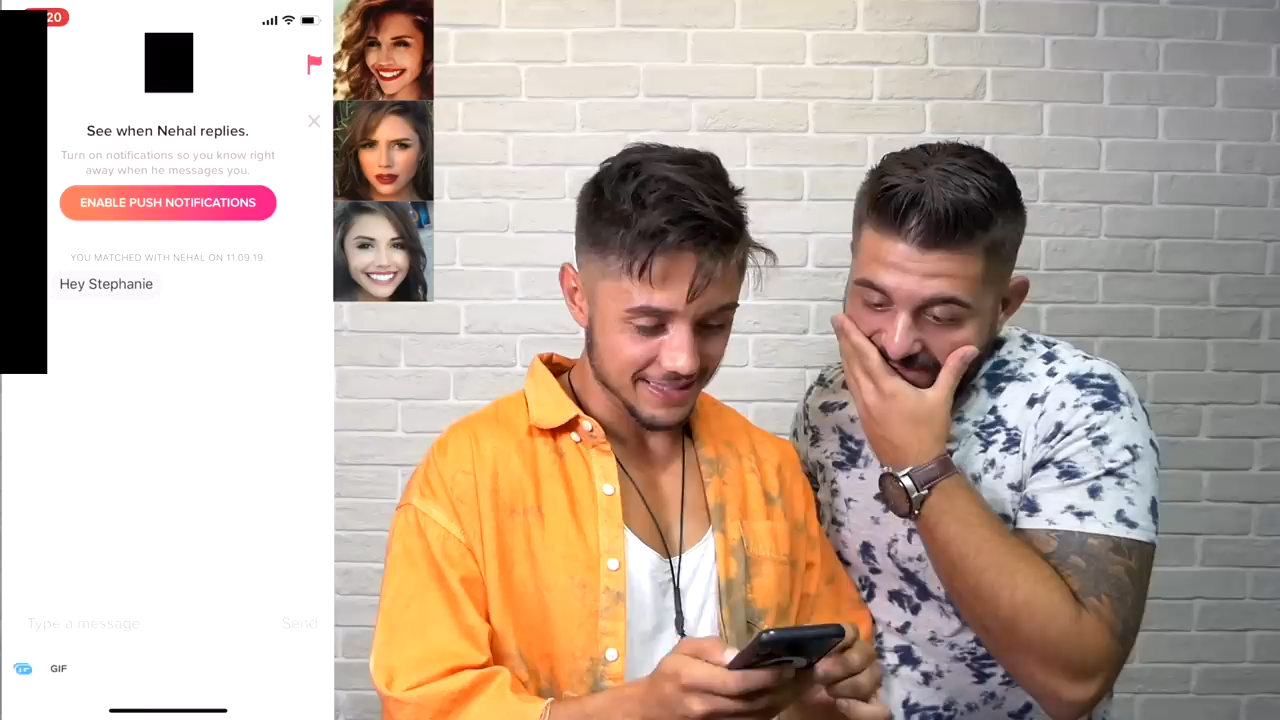 20
See when Nehal replies.
Turn on notifications so you know right
away when he messages you.
ENABLE PUSH NOTIFICATIONS
YOU MATCHED WITH NEHAL ON 11.09.19.
Hey Stephanie
Type a message...
Send
GIF